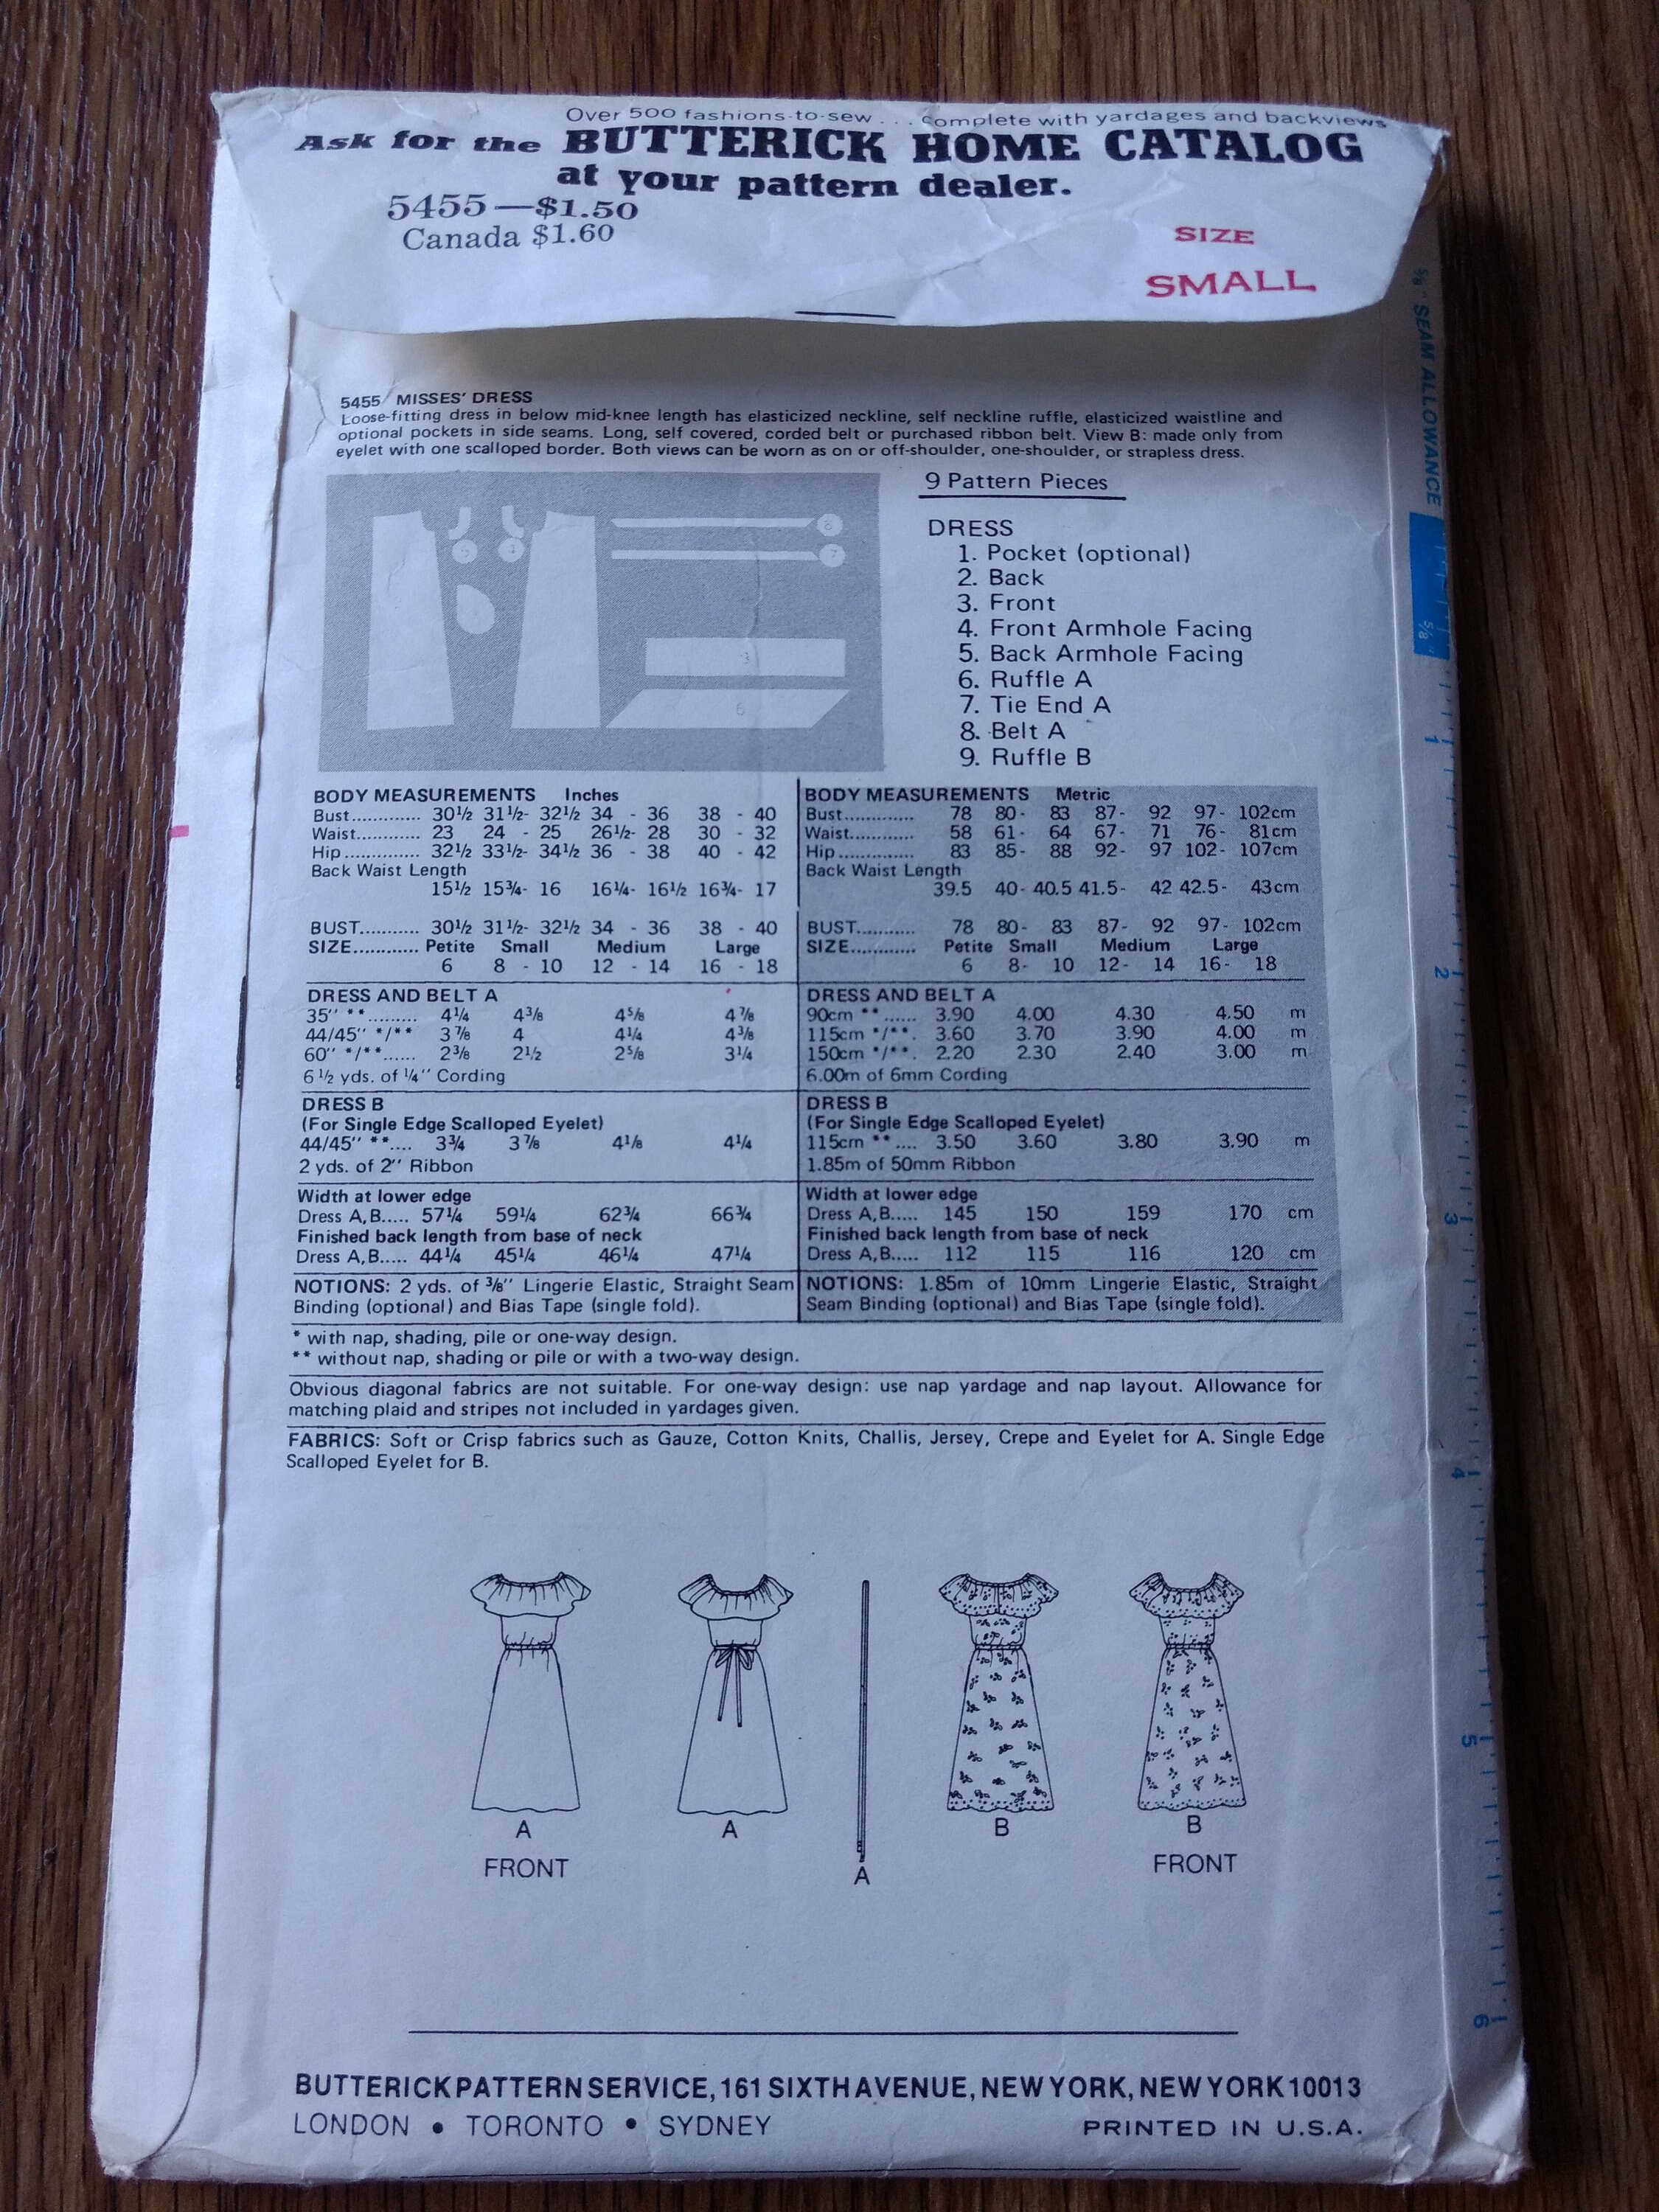 Over 500 fashions-to-sew . . . complete with yardages and backviews
Ask for the BUTTERICK HOME CATALOG
at your pattern dealer.
5455—$1.50
Canada $1.60
SIZE
SMALL
5/8" SEAM ALLOWANCE
5/8"
1
2
3
4
5
6
5455 MISSES' DRESS
Loose-fitting dress in below mid-knee length has elasticized neckline, self neckline ruffle, elasticized waistline and
optional pockets in side seams. Long, self covered, corded belt or purchased ribbon belt. View B: made only from
eyelet with one scalloped border. Both views can be worn as on or off-shoulder, one-shoulder, or strapless dress.
5 4 8
7
3
6
9 Pattern Pieces
DRESS
1. Pocket (optional)
2. Back
3. Front
4. Front Armhole Facing
5. Back Armhole Facing
6. Ruffle A
7. Tie End A
8. Belt A
9. Ruffle B
BODY MEASUREMENTS Inches
Bust............. 30½ 31½- 32½ 34 - 36 38 - 40
Waist............ 23 24 - 25 26½- 28 30 - 32
Hip.............. 32½ 33½- 34½ 36 - 38 40 - 42
Back Waist Length
15½ 15¾- 16 16¼- 16½ 16¾- 17
BUST........... 30½ 31½- 32½ 34 - 36 38 - 40
SIZE............ Petite Small Medium Large
6 8 - 10 12 - 14 16 - 18
DRESS AND BELT A
35'' **......... 4¼ 4⅜ 4⅝ 4⅞
44/45'' */** 3⅞ 4 4¼ 4⅜
60'' */**...... 2⅜ 2½ 2⅝ 3¼
6½ yds. of ¼'' Cording
DRESS B
(For Single Edge Scalloped Eyelet)
44/45'' **.... 3¾ 3⅞ 4⅛ 4¼
2 yds. of 2'' Ribbon
Width at lower edge
Dress A,B..... 57¼ 59¼ 62¾ 66¾
Finished back length from base of neck
Dress A,B..... 44¼ 45¼ 46¼ 47¼
NOTIONS: 2 yds. of ⅜'' Lingerie Elastic, Straight Seam
Binding (optional) and Bias Tape (single fold).
BODY MEASUREMENTS Metric
Bust........... 78 80- 83 87- 92 97- 102cm
Waist........... 58 61- 64 67- 71 76- 81cm
Hip.............. 83 85- 88 92- 97 102- 107cm
Back Waist Length
39.5 40- 40.5 41.5- 42 42.5- 43cm
BUST........... 78 80- 83 87- 92 97- 102cm
SIZE............ Petite Small Medium Large
6 8- 10 12- 14 16- 18
DRESS AND BELT A
90cm ** ...... 3.90 4.00 4.30 4.50 m
115cm */**. 3.60 3.70 3.90 4.00 m
150cm */**. 2.20 2.30 2.40 3.00 m
6.00m of 6mm Cording
DRESS B
(For Single Edge Scalloped Eyelet)
115cm ** .... 3.50 3.60 3.80 3.90 m
1.85m of 50mm Ribbon
Width at lower edge
Dress A,B..... 145 150 159 170 cm
Finished back length from base of neck
Dress A,B..... 112 115 116 120 cm
NOTIONS: 1.85m of 10mm Lingerie Elastic, Straight
Seam Binding (optional) and Bias Tape (single fold).
* with nap, shading, pile or one-way design.
** without nap, shading or pile or with a two-way design.
Obvious diagonal fabrics are not suitable. For one-way design: use nap yardage and nap layout. Allowance for
matching plaid and stripes not included in yardages given.
FABRICS: Soft or Crisp fabrics such as Gauze, Cotton Knits, Challis, Jersey, Crepe and Eyelet for A. Single Edge
Scalloped Eyelet for B.
A A A B B
FRONT FRONT
BUTTERICK PATTERN SERVICE, 161 SIXTH AVENUE, NEW YORK, NEW YORK 10013
LONDON • TORONTO • SYDNEY PRINTED IN U.S.A.